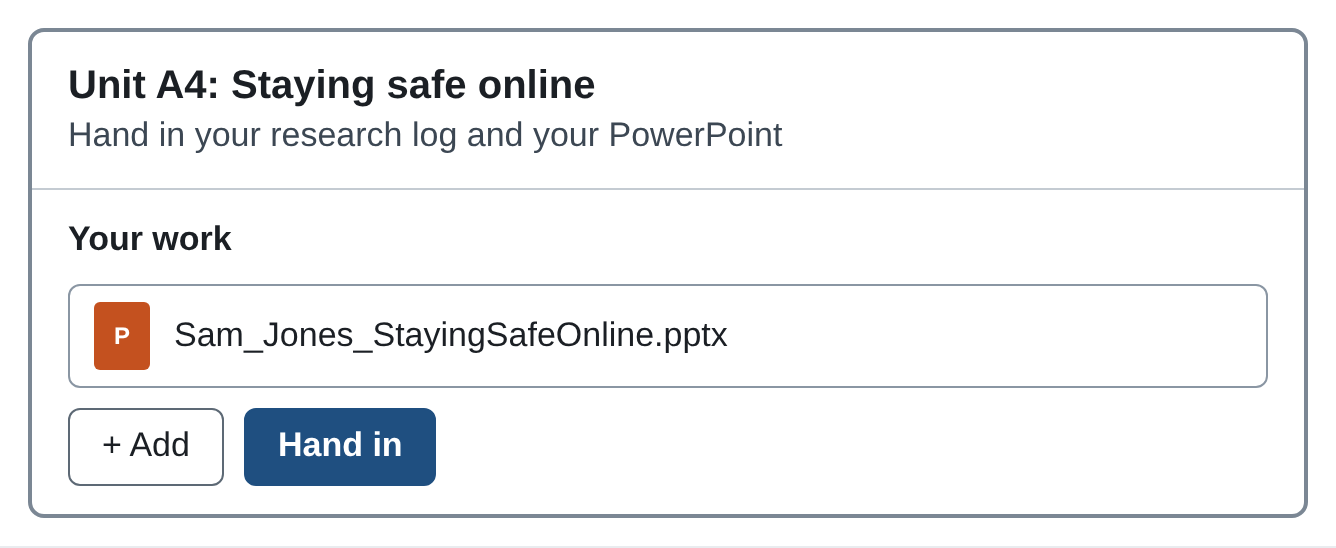 Unit A4: Staying safe online
Hand in your research log and your PowerPoint
Your work
P Sam_Jones_StayingSafeOnline.pptx
+ Add Hand in